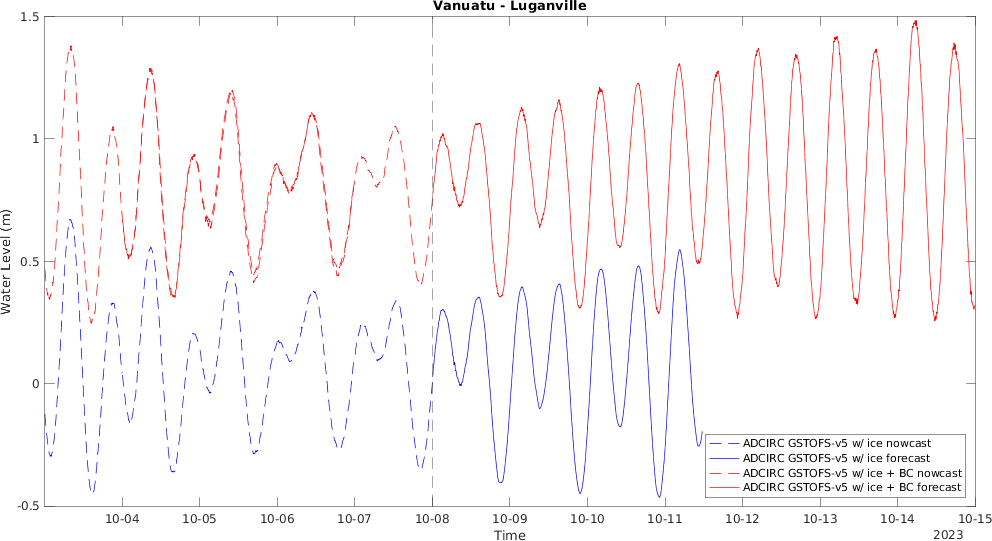 Vanuatu - Luganville
1.5
1
0.5
0
-0.5
Water Level (m)
ADCIRC GSTOFS-v5 w/ ice nowcast
ADCIRC GSTOFS-v5 w/ ice forecast
ADCIRC GSTOFS-v5 w/ ice + BC nowcast
ADCIRC GSTOFS-v5 w/ ice + BC forecast
10-04 10-05 10-06 10-07 10-08 10-09 10-10 10-11 10-12 10-13 10-14 10-15
Time
2023